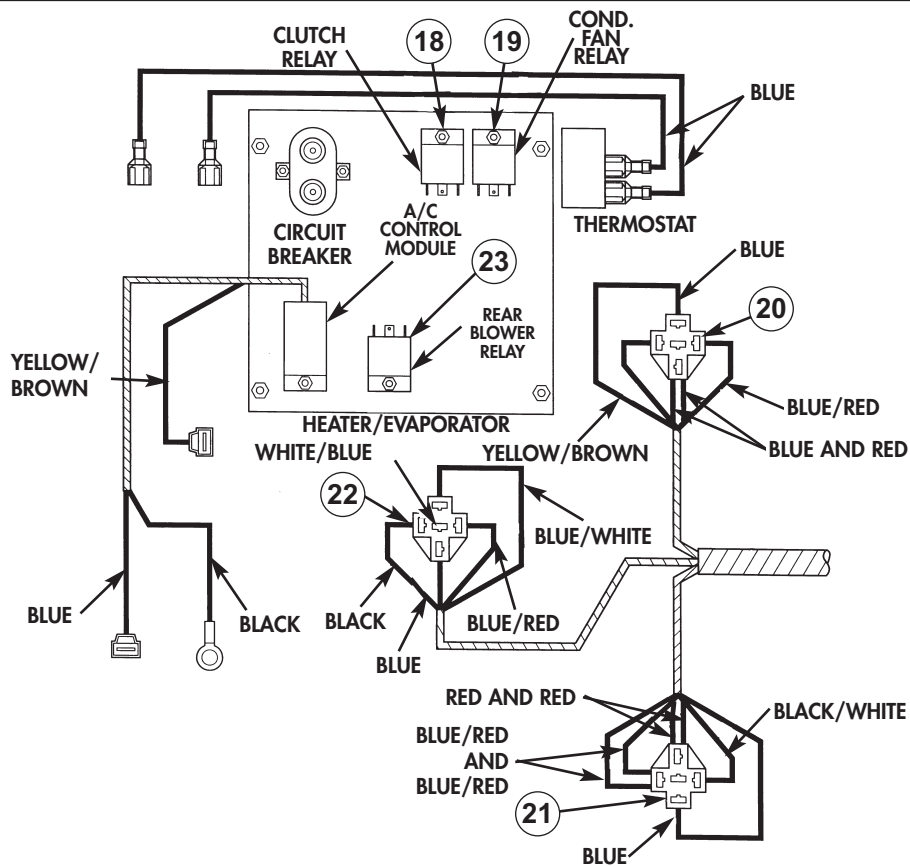 CLUTCH
RELAY
18
19
COND.
FAN
RELAY
BLUE
CIRCUIT
BREAKER
A/C
CONTROL
MODULE
THERMOSTAT
23
REAR
BLOWER
RELAY
BLUE
20
YELLOW/
BROWN
HEATER/EVAPORATOR
BLUE/RED
YELLOW/BROWN
BLUE AND RED
WHITE/BLUE
22
BLUE/WHITE
BLUE
BLACK
BLACK
BLUE/RED
BLUE
RED AND RED
BLACK/WHITE
BLUE/RED
AND
BLUE/RED
21
BLUE